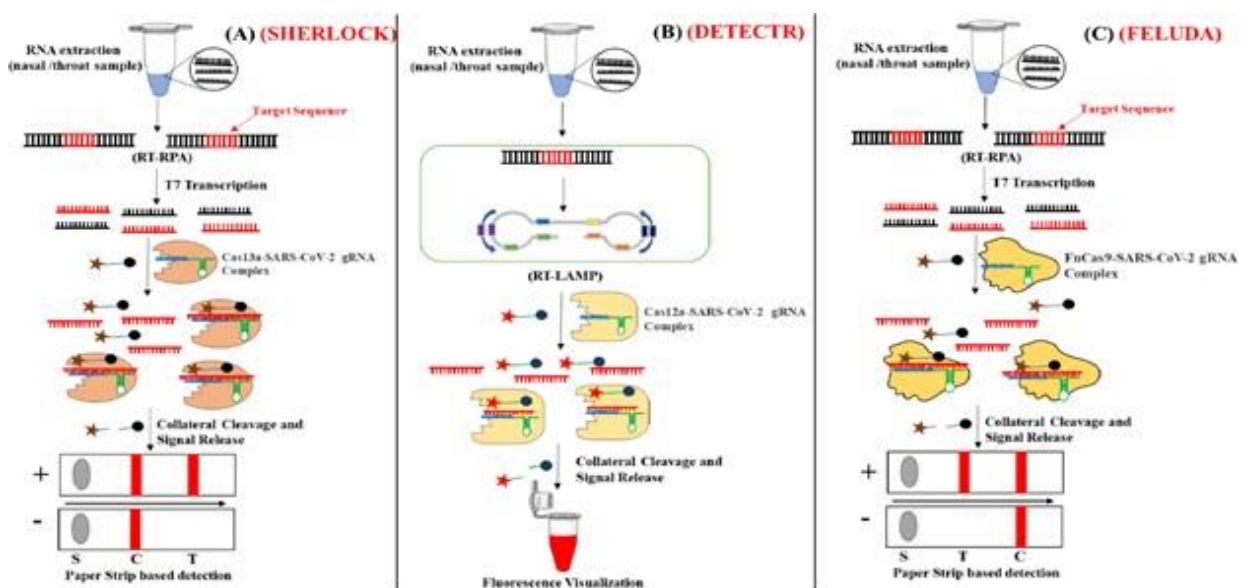 (A) (SHERLOCK)
RNA extraction
(nasal /throat sample)
Target Sequence
(RT-RPA)
T7 Transcription
Cas13a-SARS-CoV-2 gRNA
Complex
Collateral Cleavage and
Signal Release
+
-
S C T
Paper Strip based detection
(B) (DETECTR)
RNA extraction
(nasal /throat sample)
(RT-LAMP)
Cas12a-SARS-CoV-2 gRNA
Complex
Collateral Cleavage and
Signal Release
Fluorescence Visualization
(C) (FELUDA)
RNA extraction
(nasal /throat sample)
Target Sequence
(RT-RPA)
T7 Transcription
FnCas9-SARS-CoV-2 gRNA
Complex
Collateral Cleavage and
Signal Release
+
-
S T C
Paper Strip based detection